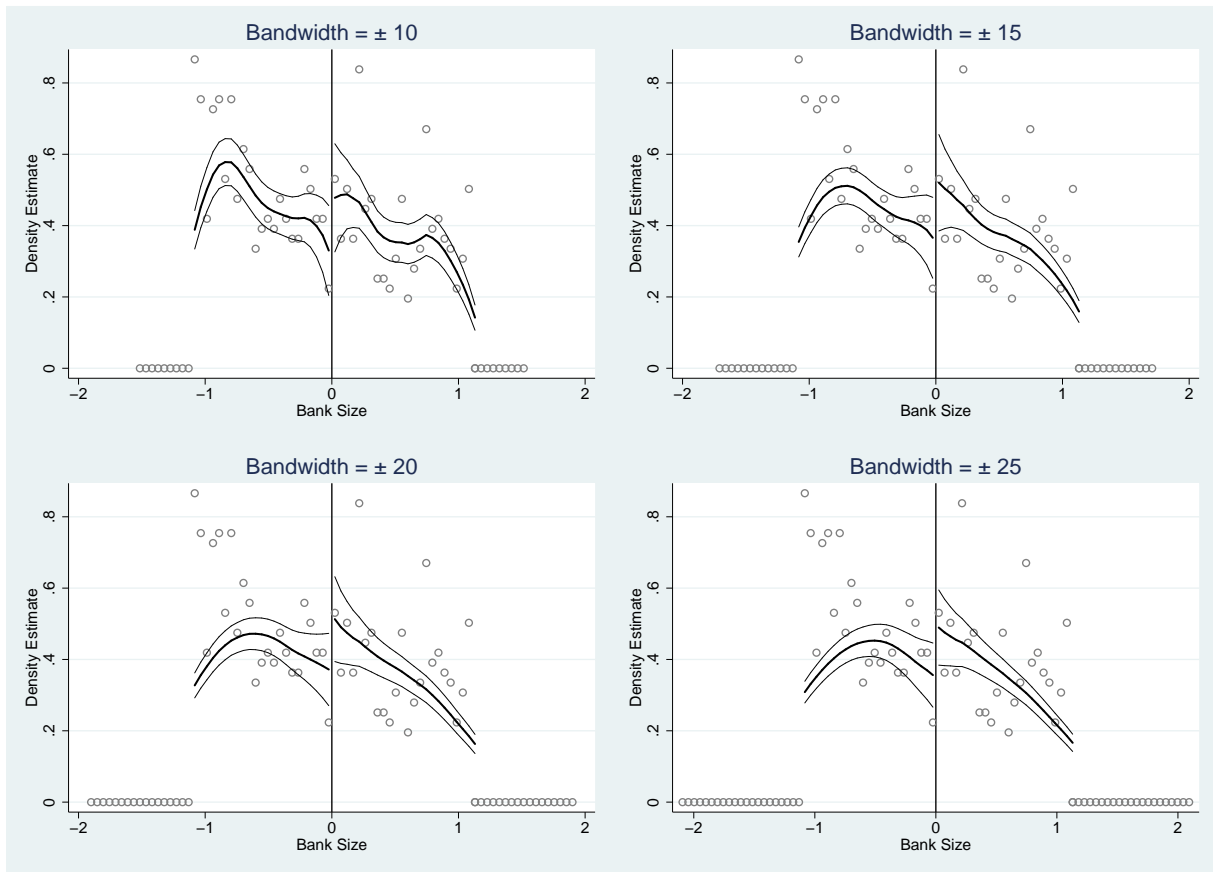 Bandwidth = ± 10
Density Estimate
.8
.6
.4
.2
0
−2 −1 0 1 2
Bank Size
Bandwidth = ± 15
Density Estimate
.8
.6
.4
.2
0
−2 −1 0 1 2
Bank Size
Bandwidth = ± 20
Density Estimate
.8
.6
.4
.2
0
−2 −1 0 1 2
Bank Size
Bandwidth = ± 25
Density Estimate
.8
.6
.4
.2
0
−2 −1 0 1 2
Bank Size